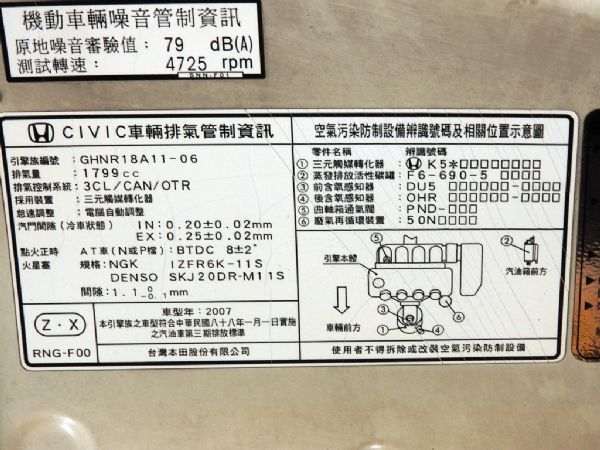 機動車輛噪音管制資訊
原地噪音審驗值: 79 dB(A)
測試轉速: 4725 rpm
SNN-F01
CIVIC車輛排氣管制資訊
引擎族編號: GHNR18A11-06
排氣量: 1799cc
排氣控制系統: 3CL/CAN/OTR
採用裝置: 三元觸媒轉化器
怠速調整: 電腦自動調整
汽門間隙(冷車狀態) IN: 0.20±0.02mm
EX: 0.25±0.02mm
點火正時 AT車(N或P檔): BTDC 8±2°
火星塞 規格: NGK IZFR6K-11S
DENSO SKJ20DR-M11S
間隙: 1.1 0 -0.1 mm
Z·X
RNG-F00
車型年: 2007
本引擎族之車型符合中華民國八十八年一月一日實施
之汽油車第三期排放標準
台灣本田股份有限公司
空氣污染防制設備辨識號碼及相關位置示意圖
零件名稱 辨識號碼
①三元觸媒轉化器: K5*□□□□□□□□
②蒸發排放活性碳罐: F6-690-5 □□□□
③前含氧感知器: DU5 □□□□□□-□□□□
④後含氧感知器: OHR □□□□□□-□□□□
⑤曲軸箱通氣閥: PND-□□□
⑥廢氣再循環裝置: 50N□□□□
⑤
②
引擎本體
汽油箱前方
⑥
③
④
車輛前方
使用者不得拆除或改裝空氣污染防制設備